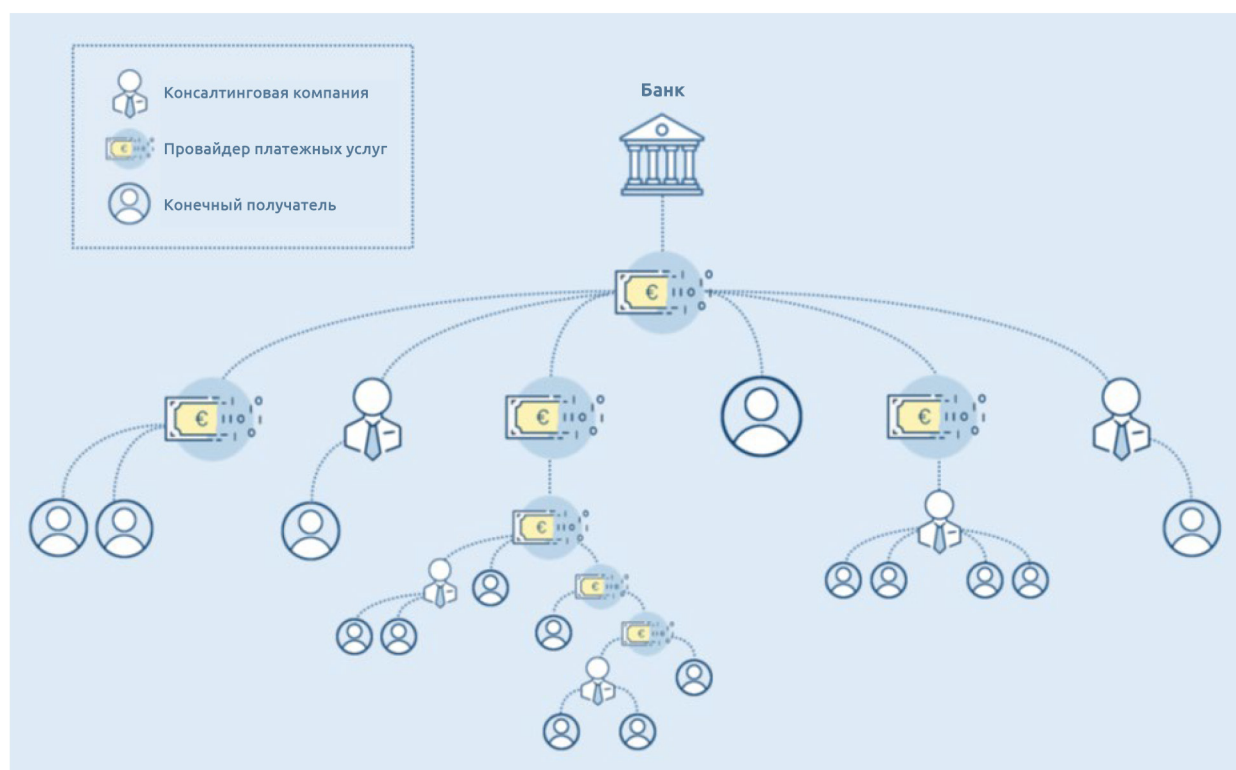 Консалтинговая компания
Провайдер платежных услуг
Конечный получатель
Банк